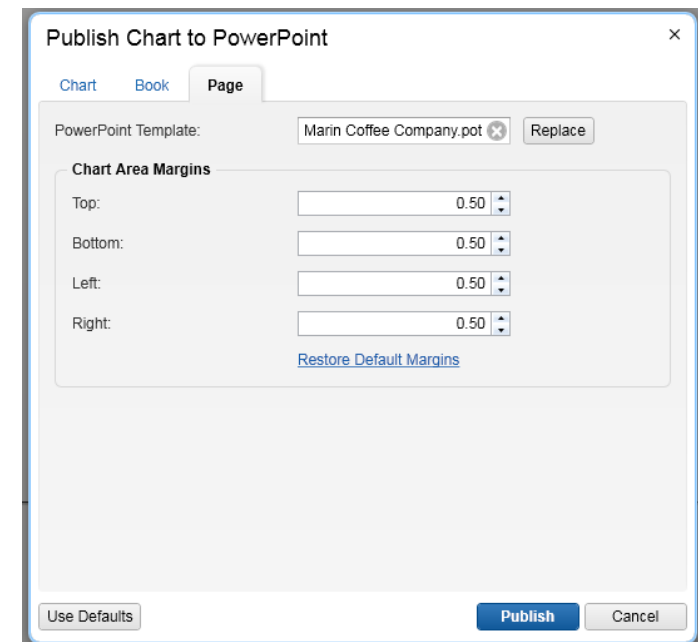 Publish Chart to PowerPoint
Chart Book Page
PowerPoint Template: Marin Coffee Company.pot Replace
Chart Area Margins
Top: 0.50
Bottom: 0.50
Left: 0.50
Right: 0.50
Restore Default Margins
Use Defaults Publish Cancel